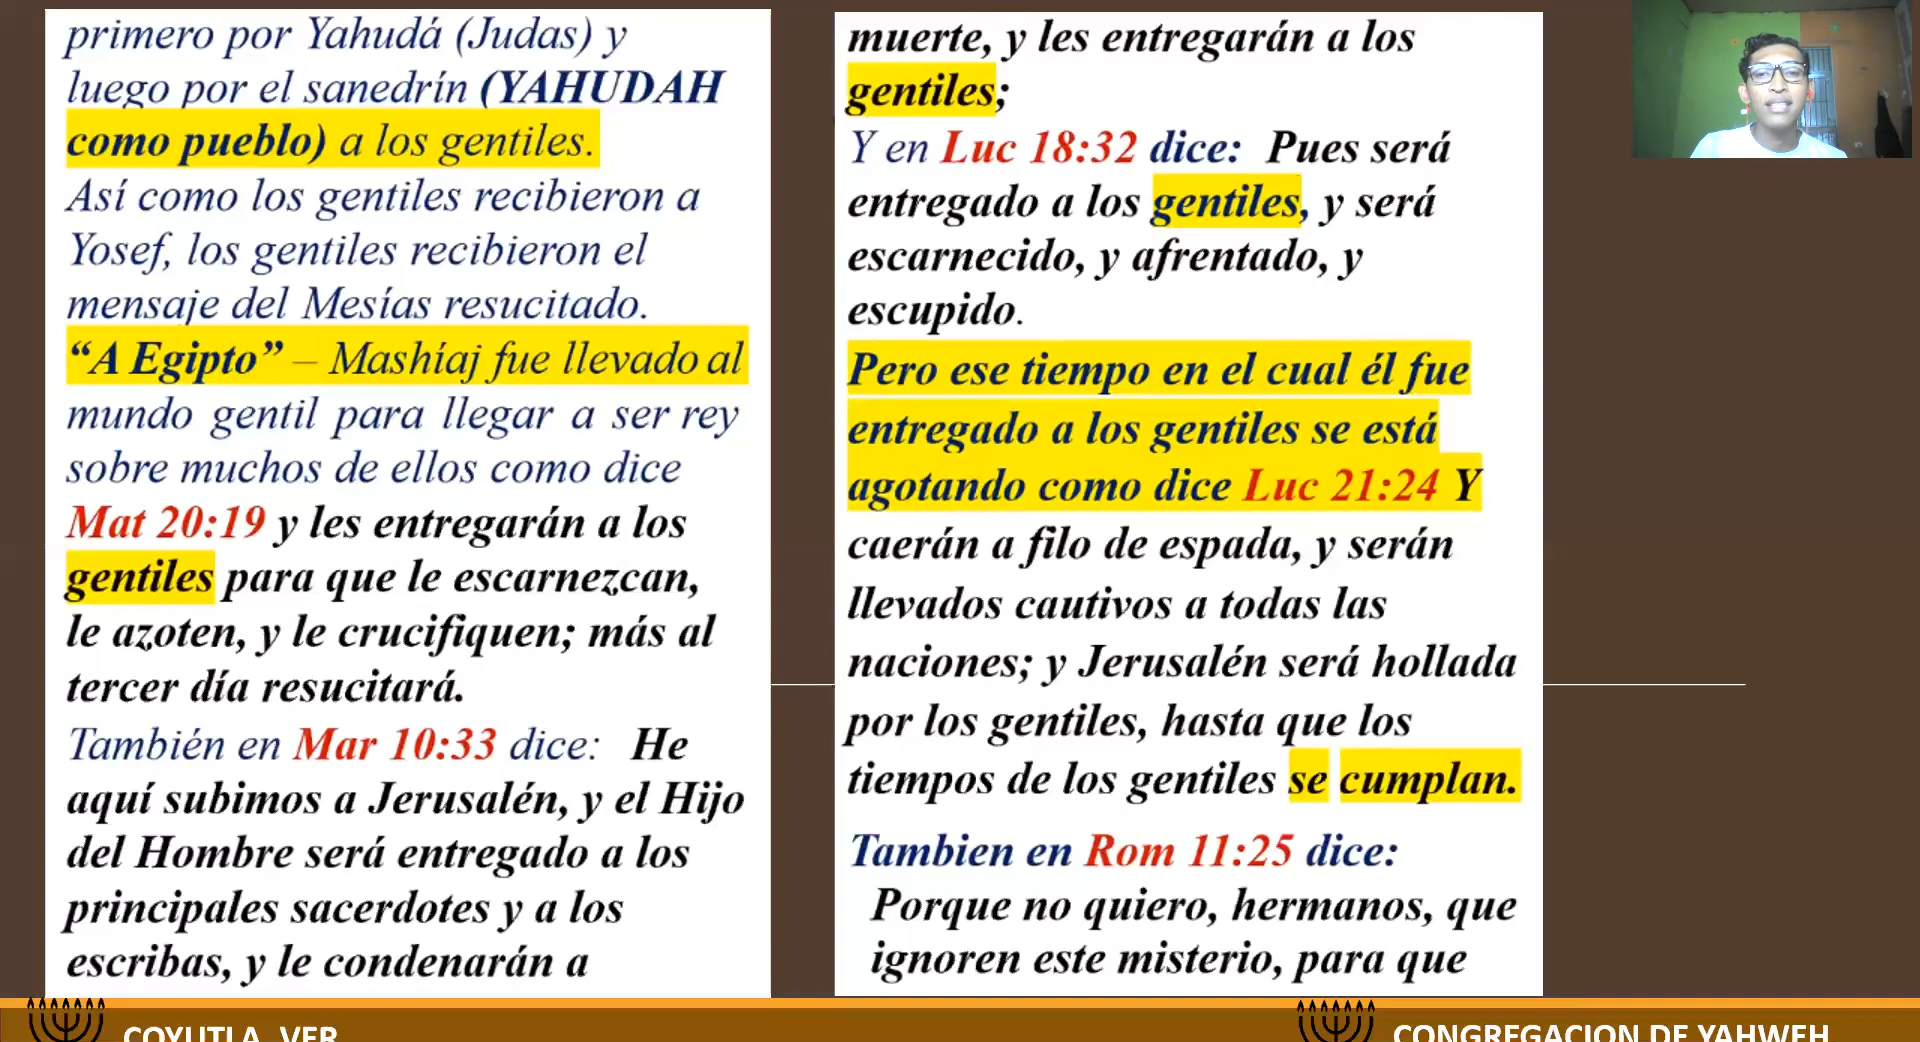 primero por Yahudá (Judas) y
luego por el sanedrín (YAHUDAH
como pueblo) a los gentiles.
Así como los gentiles recibieron a
Yosef, los gentiles recibieron el
mensaje del Mesías resucitado.
“A Egipto” – Mashíaj fue llevado al
mundo gentil para llegar a ser rey
sobre muchos de ellos como dice
Mat 20:19 y les entregarán a los
gentiles para que le escarnezcan,
le azoten, y le crucifiquen; más al
tercer día resucitará.
También en Mar 10:33 dice: He
aquí subimos a Jerusalén, y el Hijo
del Hombre será entregado a los
principales sacerdotes y a los
escribas, y le condenarán a
muerte, y les entregarán a los
gentiles;
Y en Luc 18:32 dice: Pues será
entregado a los gentiles, y será
escarnecido, y afrentado, y
escupido.
Pero ese tiempo en el cual él fue
entregado a los gentiles se está
agotando como dice Luc 21:24 Y
caerán a filo de espada, y serán
llevados cautivos a todas las
naciones; y Jerusalén será hollada
por los gentiles, hasta que los
tiempos de los gentiles se cumplan.
Tambien en Rom 11:25 dice:
Porque no quiero, hermanos, que
ignoren este misterio, para que
COYUTLA, VER
CONGREGACION DE YAHWEH